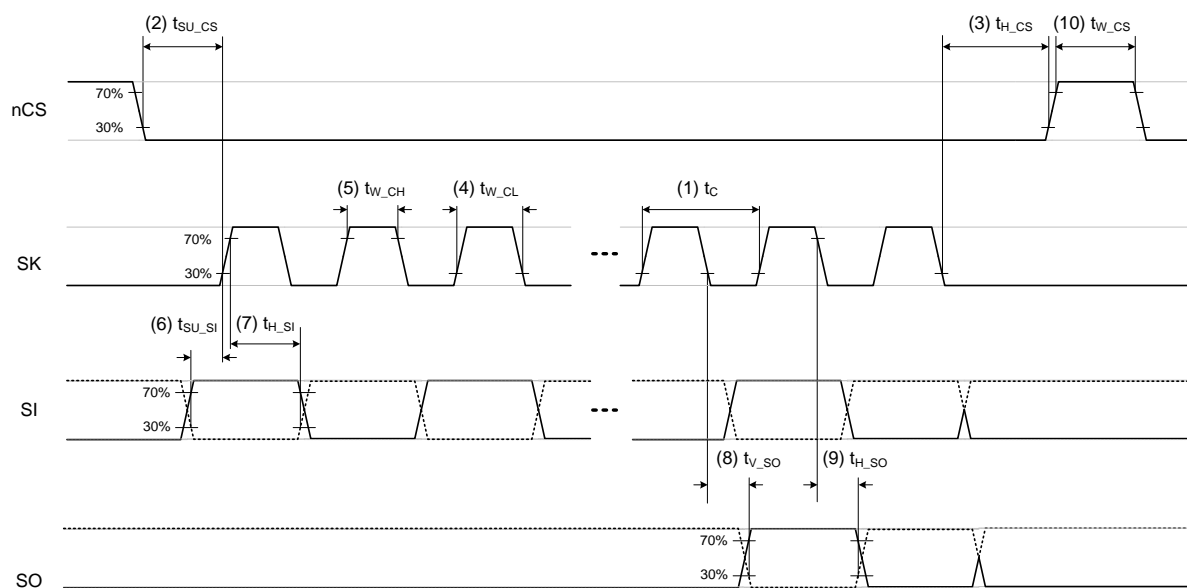 (2) tSU_CS
(3) tH_CS
(10) tW_CS
nCS
70%
30%
(5) tW_CH
(4) tW_CL
(1) tC
SK
70%
30%
70%
(6) tSU_SI
(7) tH_SI
SI
70%
30%
(8) tV_SO
(9) tH_SO
SO
70%
30%